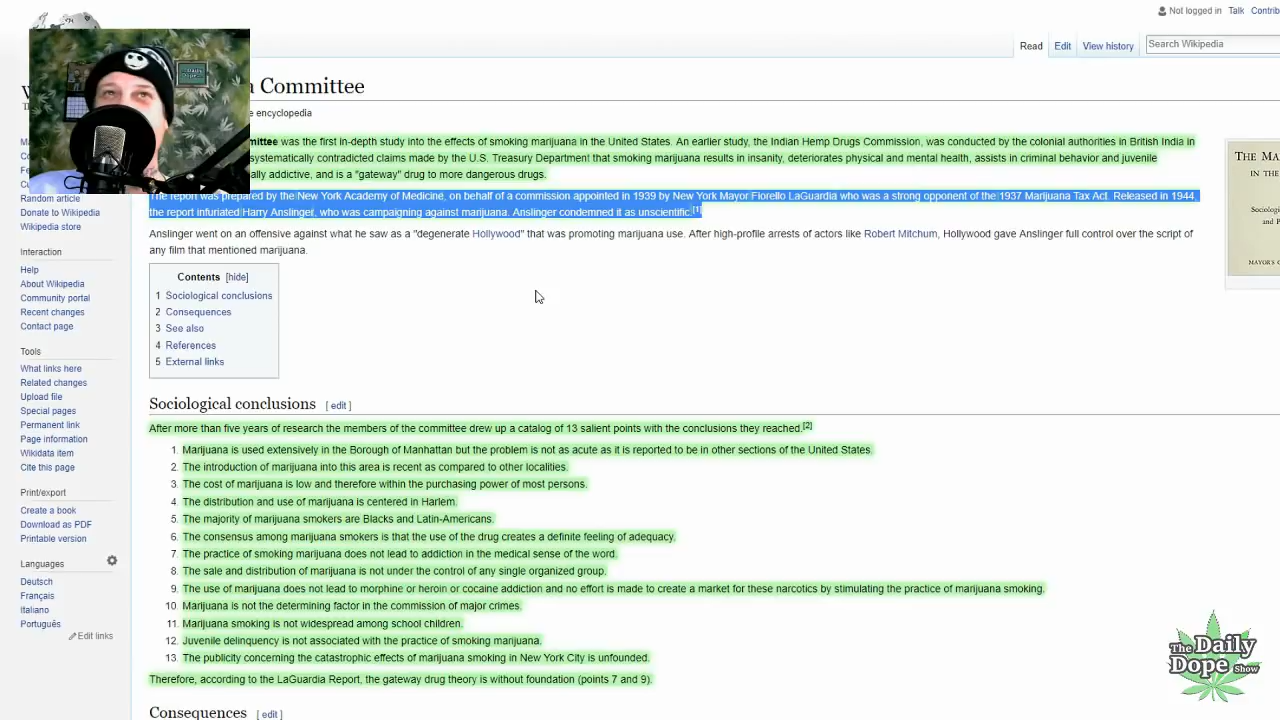 Not logged in Talk Contrib
Read Edit View history Search Wikipedia
Committee
e encyclopedia
mmittee was the first in-depth study into the effects of smoking marijuana in the United States. An earlier study, the Indian Hemp Drugs Commission, was conducted by the colonial authorities in British India in
systematically contradicted claims made by the U.S. Treasury Department that smoking marijuana results in insanity, deteriorates physical and mental health, assists in criminal behavior and juvenile
ally addictive, and is a "gateway" drug to more dangerous drugs.
The report was prepared by the New York Academy of Medicine, on behalf of a commission appointed in 1939 by New York Mayor Fiorello LaGuardia who was a strong opponent of the 1937 Marijuana Tax Act. Released in 1944,
the report infuriated Harry Anslinger, who was campaigning against marijuana. Anslinger condemned it as unscientific.[1]
Anslinger went on an offensive against what he saw as a "degenerate Hollywood" that was promoting marijuana use. After high-profile arrests of actors like Robert Mitchum, Hollywood gave Anslinger full control over the script of
any film that mentioned marijuana.
Random article
Donate to Wikipedia
Wikipedia store
Interaction
Help
About Wikipedia
Community portal
Recent changes
Contact page
Tools
What links here
Related changes
Upload file
Special pages
Permanent link
Page information
Wikidata item
Cite this page
Print/export
Create a book
Download as PDF
Printable version
Languages
Deutsch
Français
Italiano
Português
Edit links
Contents [hide]
1 Sociological conclusions
2 Consequences
3 See also
4 References
5 External links
THE MA
IN THE
Sociologi
and P
MAYOR'S C
Sociological conclusions [ edit ]
After more than five years of research the members of the committee drew up a catalog of 13 salient points with the conclusions they reached.[2]
1. Marijuana is used extensively in the Borough of Manhattan but the problem is not as acute as it is reported to be in other sections of the United States.
2. The introduction of marijuana into this area is recent as compared to other localities.
3. The cost of marijuana is low and therefore within the purchasing power of most persons.
4. The distribution and use of marijuana is centered in Harlem.
5. The majority of marijuana smokers are Blacks and Latin-Americans.
6. The consensus among marijuana smokers is that the use of the drug creates a definite feeling of adequacy.
7. The practice of smoking marijuana does not lead to addiction in the medical sense of the word.
8. The sale and distribution of marijuana is not under the control of any single organized group.
9. The use of marijuana does not lead to morphine or heroin or cocaine addiction and no effort is made to create a market for these narcotics by stimulating the practice of marijuana smoking.
10. Marijuana is not the determining factor in the commission of major crimes.
11. Marijuana smoking is not widespread among school children.
12. Juvenile delinquency is not associated with the practice of smoking marijuana.
13. The publicity concerning the catastrophic effects of marijuana smoking in New York City is unfounded.
Therefore, according to the LaGuardia Report, the gateway drug theory is without foundation (points 7 and 9).
Consequences [ edit ]
The Daily
Dope Show